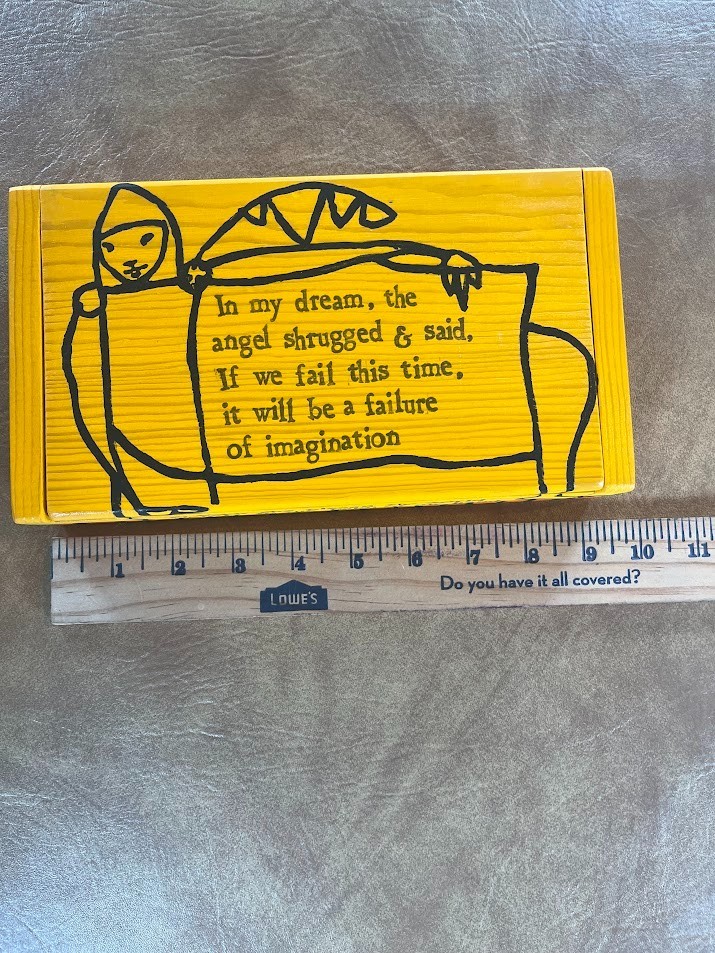 In my dream, the
angel shrugged & said,
If we fail this time,
it will be a failure
of imagination
1 2 3 4 5 6 7 8 9 10 11
LOWE'S
Do you have it all covered?